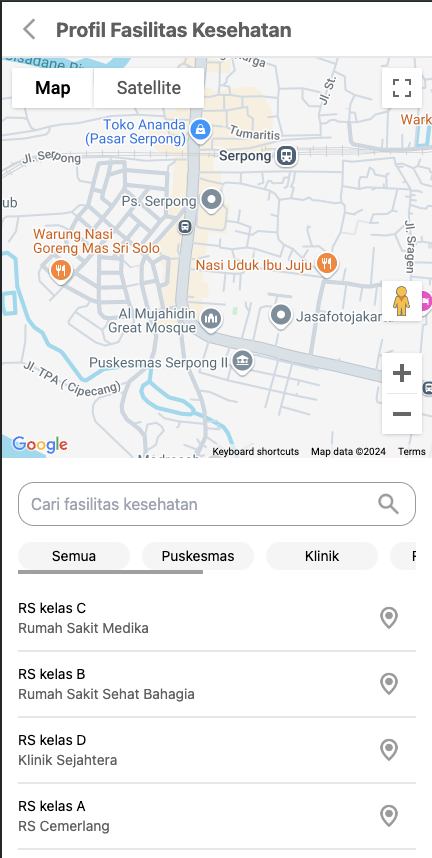 Profil Fasilitas Kesehatan
Map
Satellite
Jl. St.
Toko Ananda
(Pasar Serpong)
Tumaritis
Wark
Jl. Serpong
Serpong
ub
Ps. Serpong
Warung Nasi
Goreng Mas Sri Solo
Jl. Sragen
Nasi Uduk Ibu Juju
Al Mujahidin
Great Mosque
Jasafotojakarta
Puskesmas Serpong II
Jl. TPA ( Cipecang)
Google
Keyboard shortcuts
Map data ©2024
Terms
Cari fasilitas kesehatan
Semua
Puskesmas
Klinik
RS kelas C
Rumah Sakit Medika
RS kelas B
Rumah Sakit Sehat Bahagia
RS kelas D
Klinik Sejahtera
RS kelas A
RS Cemerlang